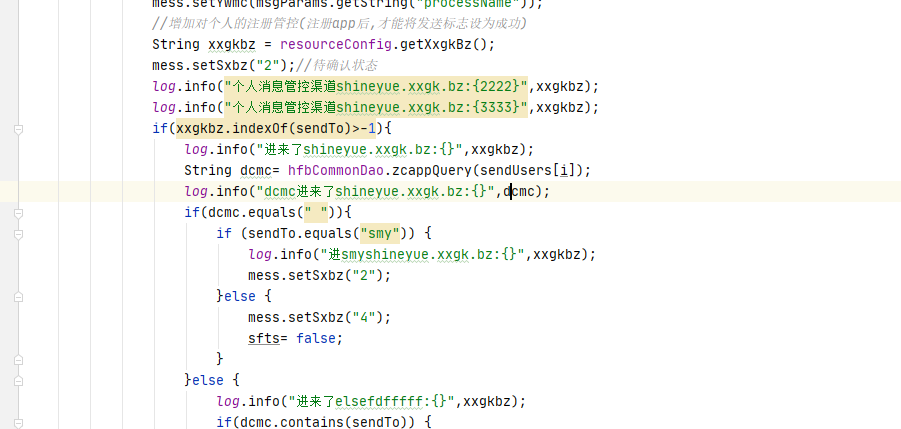 mess.setYwmc(msgParams.getString("processName"));
//增加对个人的注册管控(注册app后,才能将发送标志设为成功)
String xxgkbz = resourceConfig.getXxgkBz();
mess.setSxbz("2");//待确认状态
log.info("个人消息管控渠道shineyue.xxgk.bz:{2222}",xxgkbz);
log.info("个人消息管控渠道shineyue.xxgk.bz:{3333}",xxgkbz);
if(xxgkbz.indexOf(sendTo)>-1){
log.info("进来了shineyue.xxgk.bz:{}",xxgkbz);
String dcmc= hfbCommonDao.zcappQuery(sendUsers[i]);
log.info("dcmc进来了shineyue.xxgk.bz:{}",dcmc);
if(dcmc.equals(" ")){
if (sendTo.equals("smy")) {
log.info("进smyshineyue.xxgk.bz:{}",xxgkbz);
mess.setSxbz("2");
}else {
mess.setSxbz("4");
sfts= false;
}
}else {
log.info("进来了elsefdfffff:{}",xxgkbz);
if(dcmc.contains(sendTo)) {